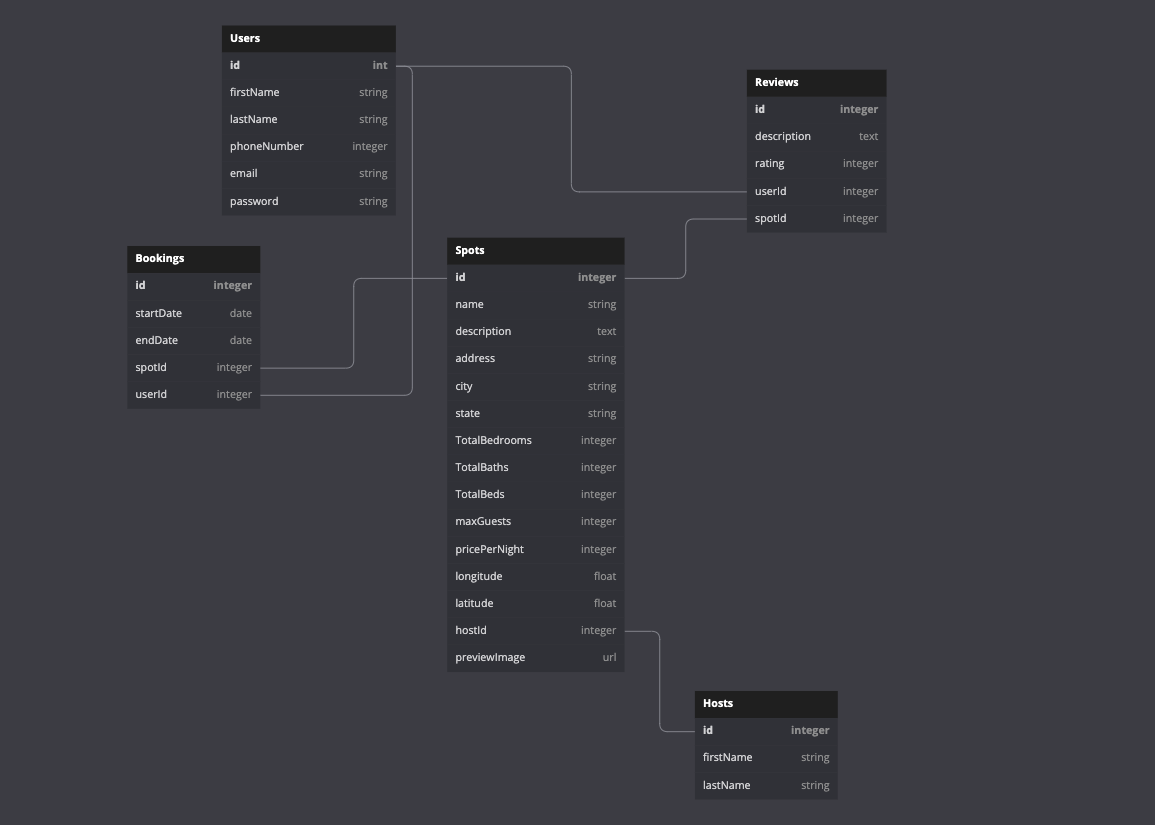 Users
id int
firstName string
lastName string
phoneNumber integer
email string
password string
Reviews
id integer
description text
rating integer
userId integer
spotId integer
Bookings
id integer
startDate date
endDate date
spotId integer
userId integer
Spots
id integer
name string
description text
address string
city string
state string
TotalBedrooms integer
TotalBaths integer
TotalBeds integer
maxGuests integer
pricePerNight integer
longitude float
latitude float
hostId integer
previewImage url
Hosts
id integer
firstName string
lastName string